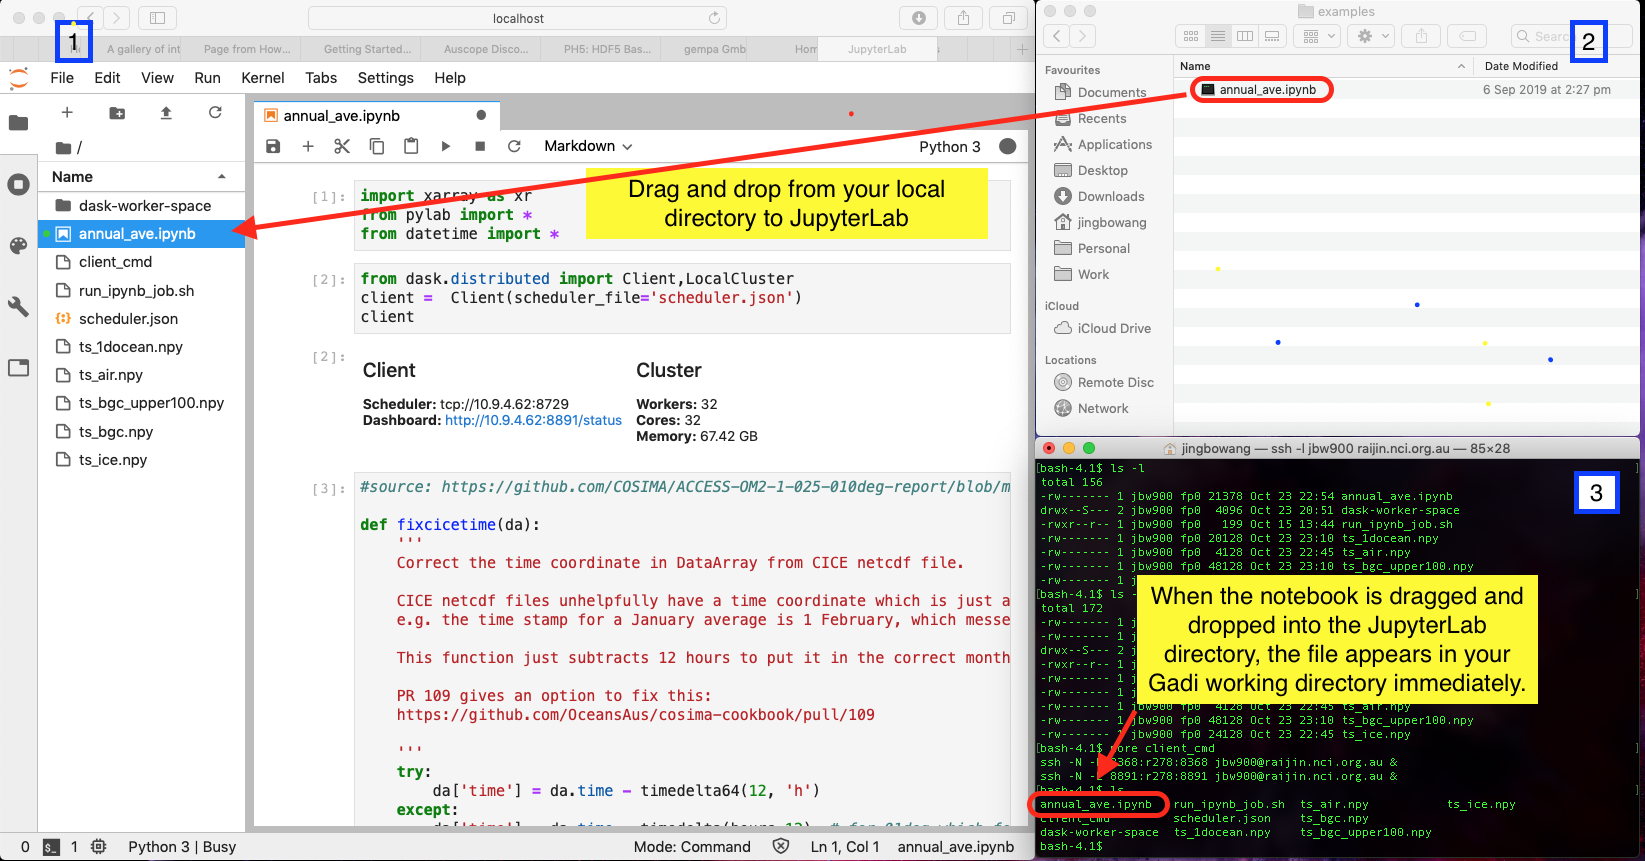 localhost
1
A gallery of int
Page from How...
Getting Started...
Auscope Disco...
PH5: HDF5 Bas...
gempa Gmb
Hom
JupyterLab
File Edit View Run Kernel Tabs Settings Help
/
Name
dask-worker-space
annual_ave.ipynb
client_cmd
run_ipynb_job.sh
scheduler.json
ts_1docean.npy
ts_air.npy
ts_bgc_upper100.npy
ts_bgc.npy
ts_ice.npy
annual_ave.ipynb
Markdown
Python 3
Drag and drop from your local
directory to JupyterLab
[1]: import xarray as xr
from pylab import *
from datetime import *
[2]: from dask.distributed import Client,LocalCluster
client =  Client(scheduler_file='scheduler.json')
client
[2]:
Client
Scheduler: tcp://10.9.4.62:8729
Dashboard: http://10.9.4.62:8891/status
Cluster
Workers: 32
Cores: 32
Memory: 67.42 GB
[3]: #source: https://github.com/COSIMA/ACCESS-OM2-1-025-010deg-report/blob/m
def fixcicetime(da):
'''
Correct the time coordinate in DataArray from CICE netcdf file.
CICE netcdf files unhelpfully have a time coordinate which is just a
e.g. the time stamp for a January average is 1 February, which messe
This function just subtracts 12 hours to put it in the correct month
PR 109 gives an option to fix this:
https://github.com/OceansAus/cosima-cookbook/pull/109
'''
try:
da['time'] = da.time - timedelta64(12, 'h')
except:
0 $_ 1 Python 3 | Busy
Mode: Command
Ln 1, Col 1
annual_ave.ipynb
examples
2
Search
Favourites
Documents
Recents
Applications
Desktop
Downloads
jingbowang
Personal
Work
iCloud
iCloud Drive
Locations
Remote Disc
Network
Name
Date Modified
annual_ave.ipynb
6 Sep 2019 at 2:27 pm
jingbowang — ssh -l jbw900 raijin.nci.org.au — 85×28
3
[bash-4.1$ ls -l ]
total 156
-rw------- 1 jbw900 fp0 21378 Oct 23 22:54 annual_ave.ipynb
drwx--S--- 2 jbw900 fp0  4096 Oct 23 20:51 dask-worker-space
-rwxr--r-- 1 jbw900 fp0   199 Oct 15 13:44 run_ipynb_job.sh
-rw------- 1 jbw900 fp0 20128 Oct 23 23:10 ts_1docean.npy
-rw------- 1 jbw900 fp0  4128 Oct 23 22:45 ts_air.npy
-rw------- 1 jbw900 fp0 48128 Oct 23 23:10 ts_bgc_upper100.npy
-rw------- 1 j
[bash-4.1$ ls - ]
total 172
-rw------- 1 j
-rw------- 1 j
drwx--S--- 2 j
-rwxr--r-- 1 j
-rw------- 1 j
-rw------- 1 j
-rw------- 1 jbw900 fp0  4128 Oct 23 22:45 ts_air.npy
-rw------- 1 jbw900 fp0 48128 Oct 23 23:10 ts_bgc_upper100.npy
-rw------- 1 jbw900 fp0 24128 Oct 23 22:45 ts_ice.npy
When the notebook is dragged and
dropped into the JupyterLab
directory, the file appears in your
Gadi working directory immediately.
[bash-4.1$ more client_cmd ]
ssh -N -L 8368:r278:8368 jbw900@raijin.nci.org.au &
ssh -N -L 8891:r278:8891 jbw900@raijin.nci.org.au &
[bash-4.1$ ls ]
annual_ave.ipynb run_ipynb_job.sh ts_air.npy ts_ice.npy
client_cmd scheduler.json ts_bgc.npy
dask-worker-space ts_1docean.npy ts_bgc_upper100.npy
bash-4.1$